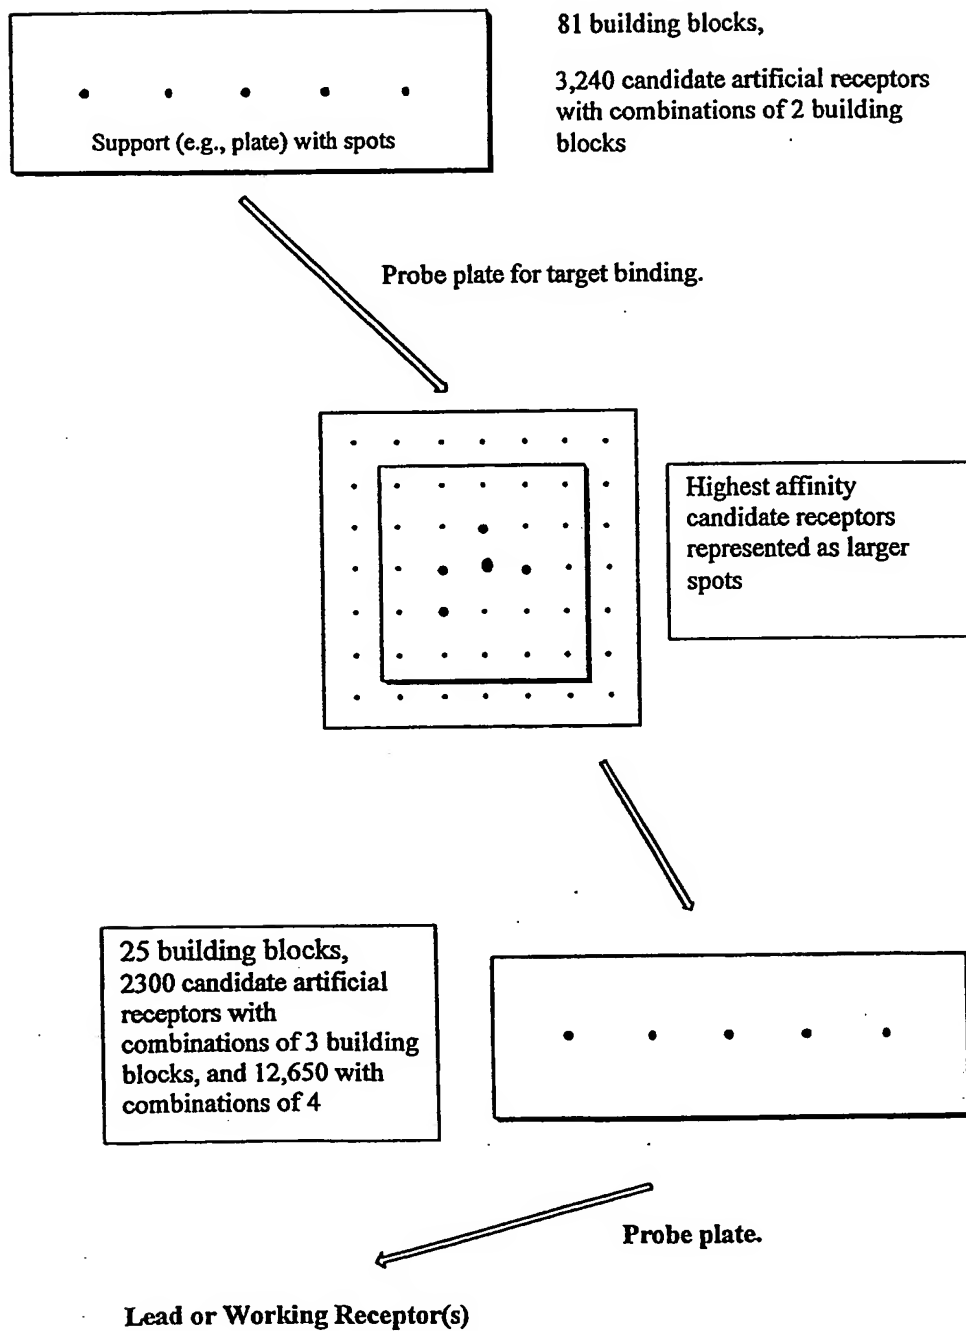 81 building blocks,
3,240 candidate artificial receptors
with combinations of 2 building
blocks
Support (e.g., plate) with spots
Probe plate for target binding.
Highest affinity
candidate receptors
represented as larger
spots
25 building blocks,
2300 candidate artificial
receptors with
combinations of 3 building
blocks, and 12,650 with
combinations of 4
Probe plate.
Lead or Working Receptor(s)